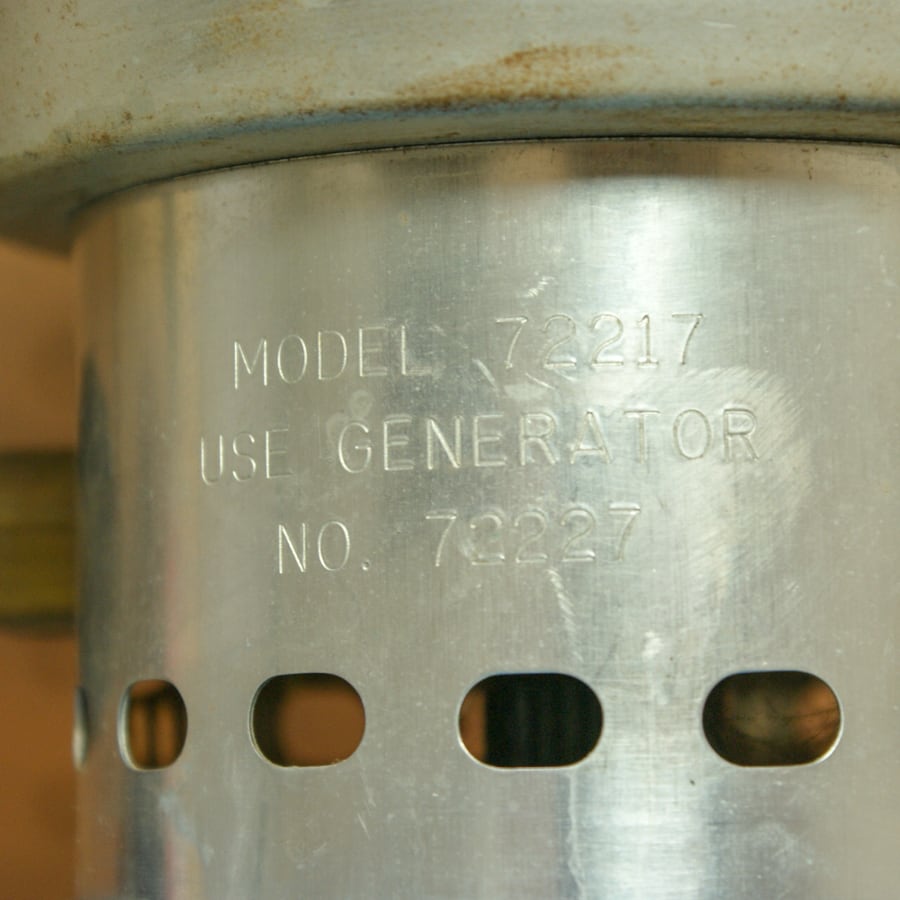 MODEL 72217
USE GENERATOR
NO. 72227